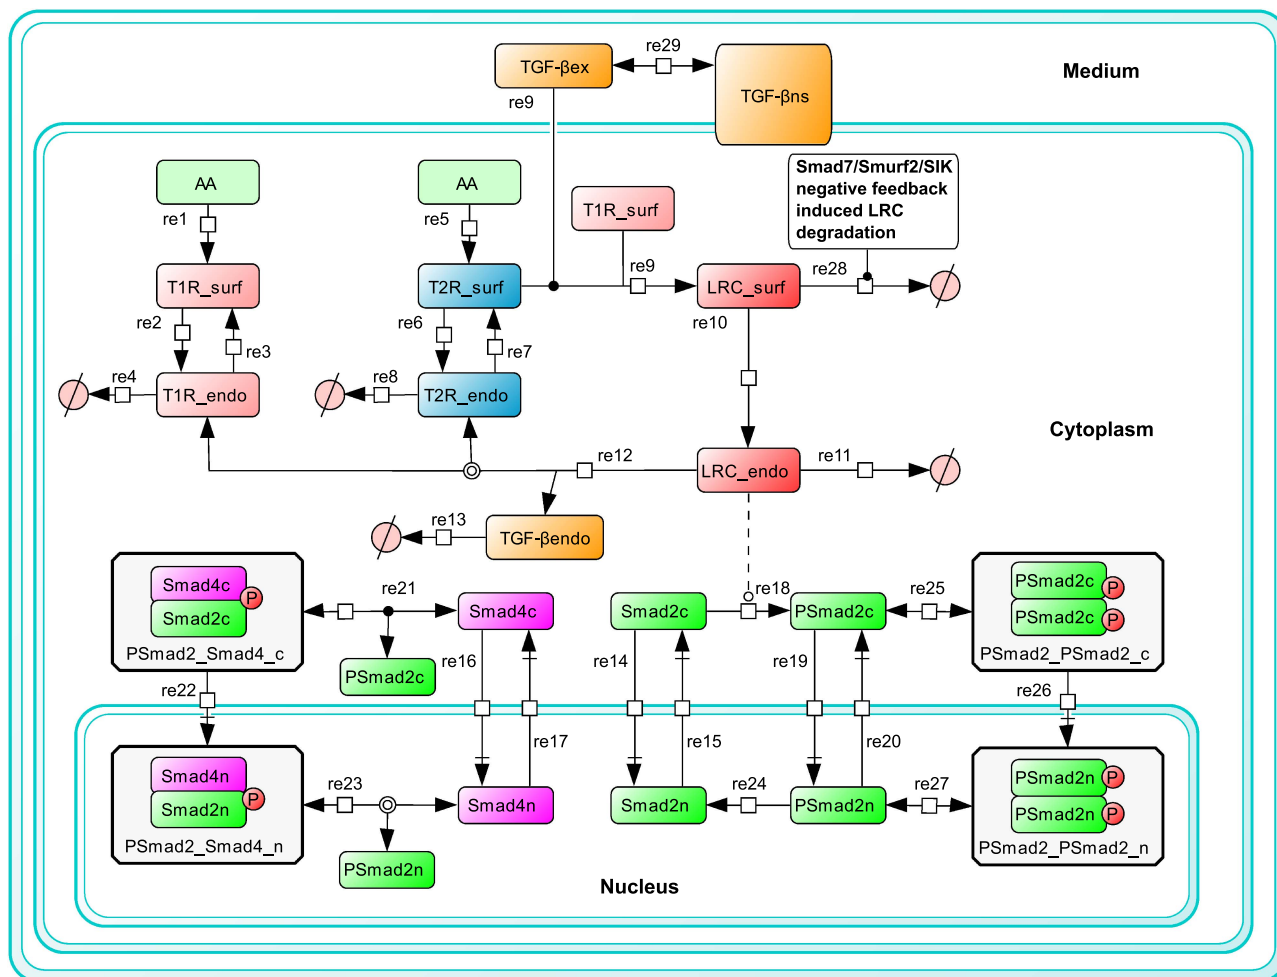 re29
TGF-βex
TGF-βns
Medium
re9
AA
AA
Smad7/Smurf2/SIK
negative feedback
induced LRC
degradation
re1
re5
T1R_surf
re9
re28
T1R_surf
T2R_surf
LRC_surf
re2
re3
re6
re7
re10
re4
re8
T1R_endo
T2R_endo
Cytoplasm
re12
LRC_endo
re11
re13
TGF-βendo
re21
re18
re25
Smad4c
P
Smad2c
PSmad2_Smad4_c
Smad4c
Smad2c
PSmad2c
PSmad2c
P
PSmad2c
P
PSmad2_PSmad2_c
PSmad2c
re16
re14
re19
re22
re26
re17
re15
re20
re23
re24
re27
Smad4n
P
Smad2n
PSmad2_Smad4_n
Smad4n
Smad2n
PSmad2n
PSmad2n
P
PSmad2n
P
PSmad2_PSmad2_n
PSmad2n
Nucleus